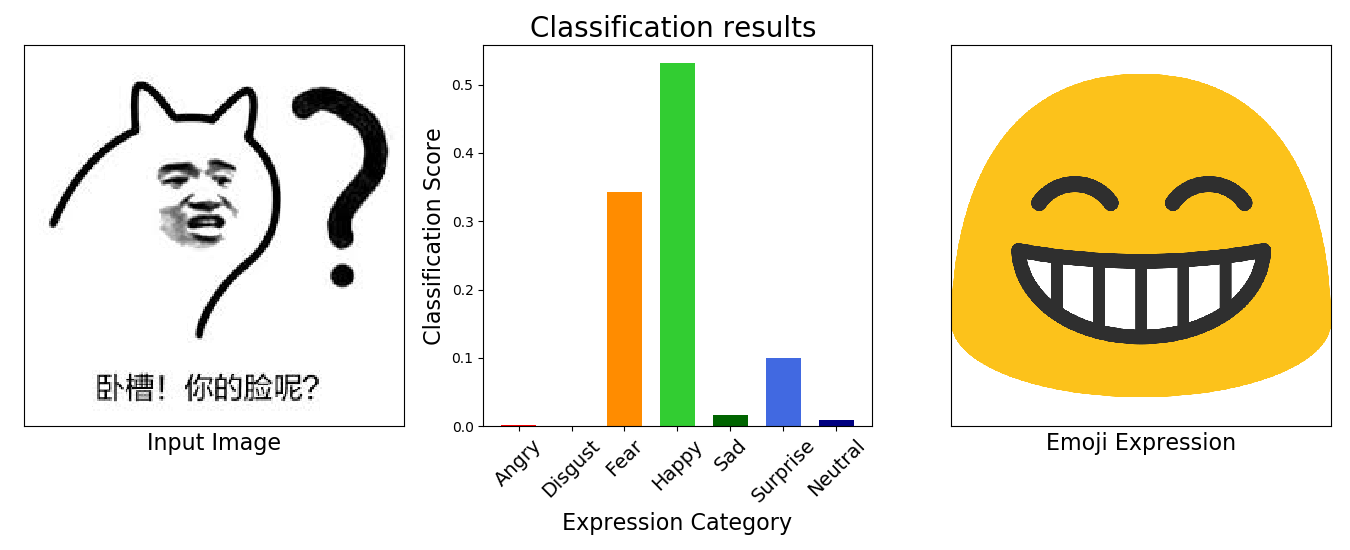 Classification results
?
卧槽！你的脸呢?
Input Image
Classification Score
0.5
0.4
0.3
0.2
0.1
0.0
Angry
Disgust
Fear
Happy
Sad
Surprise
Neutral
Expression Category
Emoji Expression